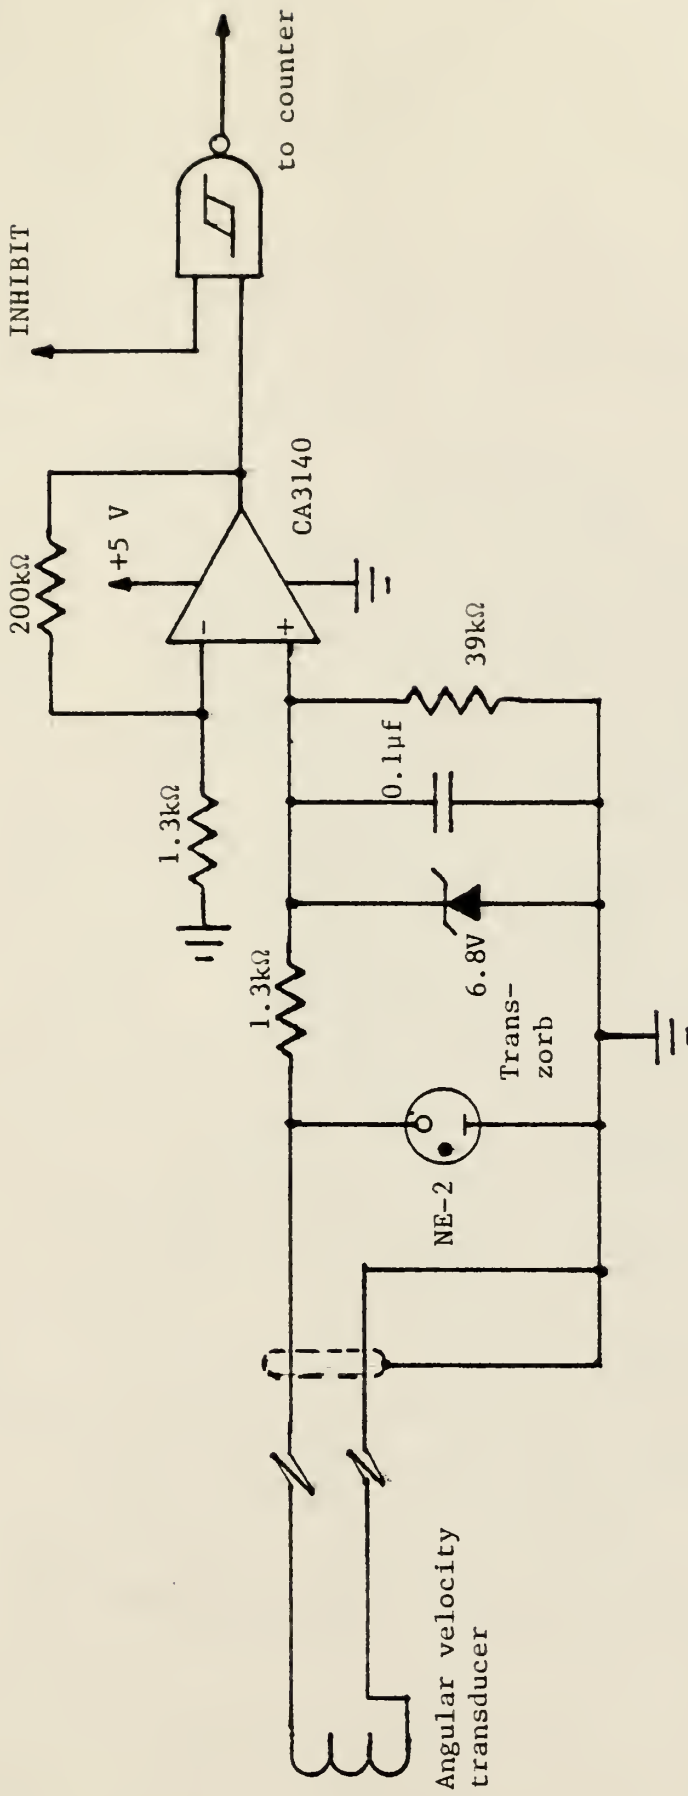 INHIBIT
to counter
200kΩ
+5 V
CA3140
-
+
1.3kΩ
39kΩ
0.1μf
1.3kΩ
6.8V
Trans-
zorb
NE-2
Angular velocity
transducer